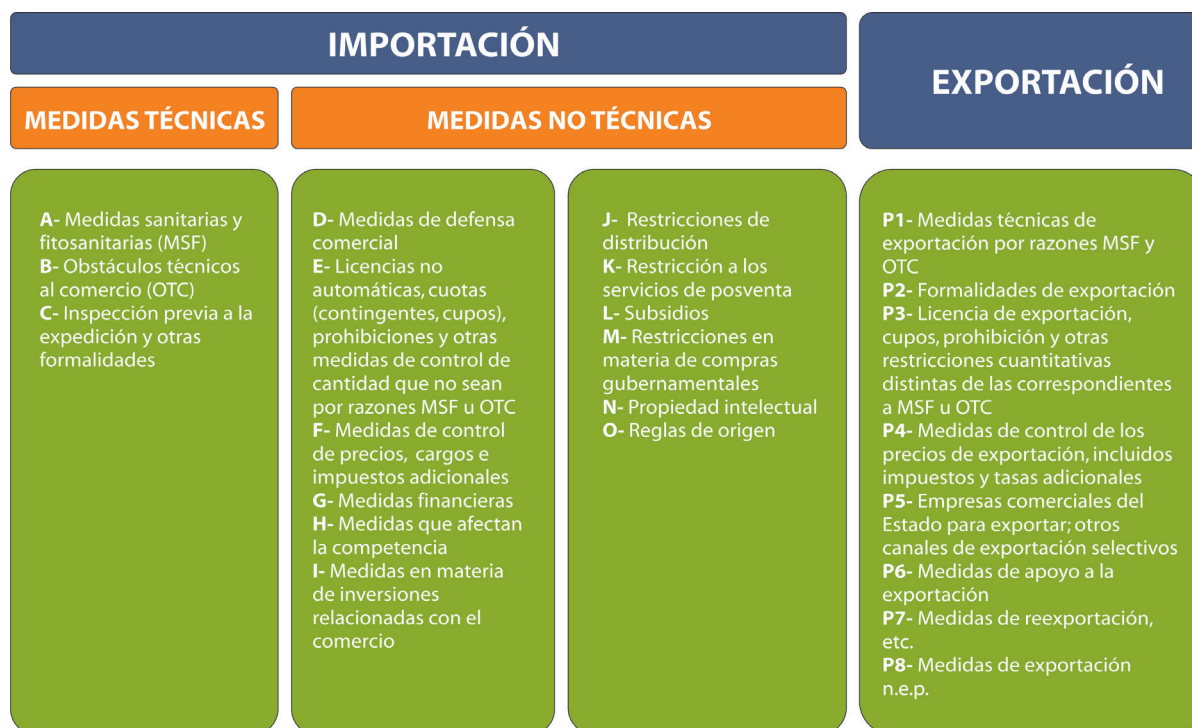 IMPORTACIÓN
EXPORTACIÓN
MEDIDAS TÉCNICAS
MEDIDAS NO TÉCNICAS
A- Medidas sanitarias y
fitosanitarias (MSF)
B- Obstáculos técnicos
al comercio (OTC)
C- Inspección previa a la
expedición y otras
formalidades
D- Medidas de defensa
comercial
E- Licencias no
automáticas, cuotas
(contingentes, cupos),
prohibiciones y otras
medidas de control de
cantidad que no sean
por razones MSF u OTC
F- Medidas de control
de precios, cargos e
impuestos adicionales
G- Medidas financieras
H- Medidas que afectan
la competencia
I- Medidas en materia
de inversiones
relacionadas con el
comercio
J- Restricciones de
distribución
K- Restricción a los
servicios de posventa
L- Subsidios
M- Restricciones en
materia de compras
gubernamentales
N- Propiedad intelectual
O- Reglas de origen
P1- Medidas técnicas de
exportación por razones MSF y
OTC
P2- Formalidades de exportación
P3- Licencia de exportación,
cupos, prohibición y otras
restricciones cuantitativas
distintas de las correspondientes
a MSF u OTC
P4- Medidas de control de los
precios de exportación, incluidos
impuestos y tasas adicionales
P5- Empresas comerciales del
Estado para exportar; otros
canales de exportación selectivos
P6- Medidas de apoyo a la
exportación
P7- Medidas de reexportación,
etc.
P8- Medidas de exportación
n.e.p.